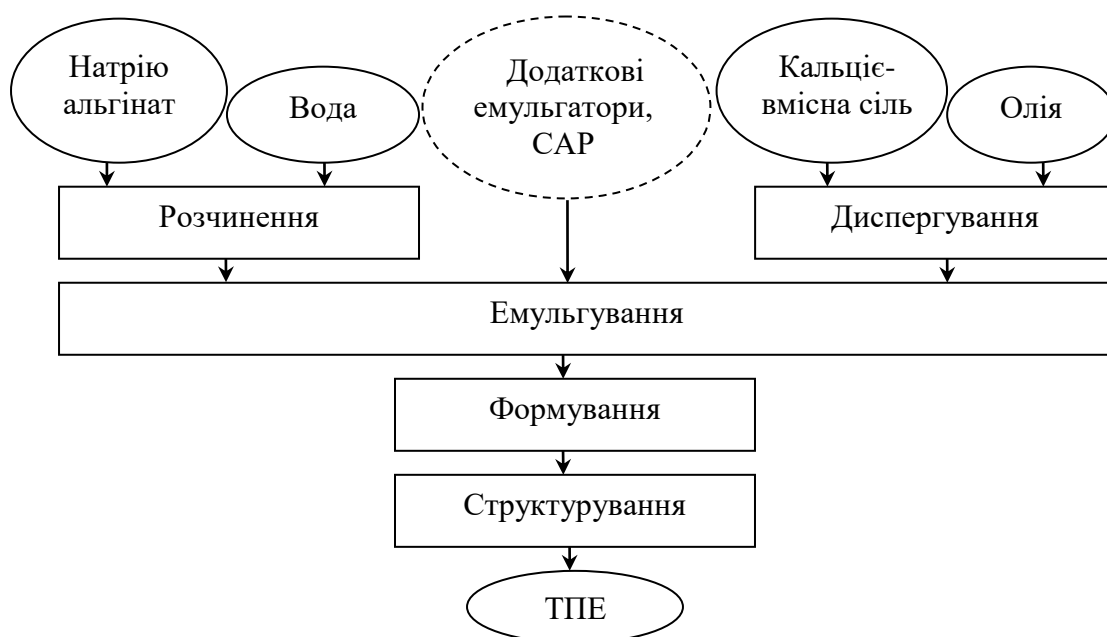 Натрію
альгінат
Вода
Додаткові
емульгатори,
САР
Кальціє-
вмісна сіль
Олія
Розчинення
Диспергування
Емульгування
Формування
Структурування
ТПЕ